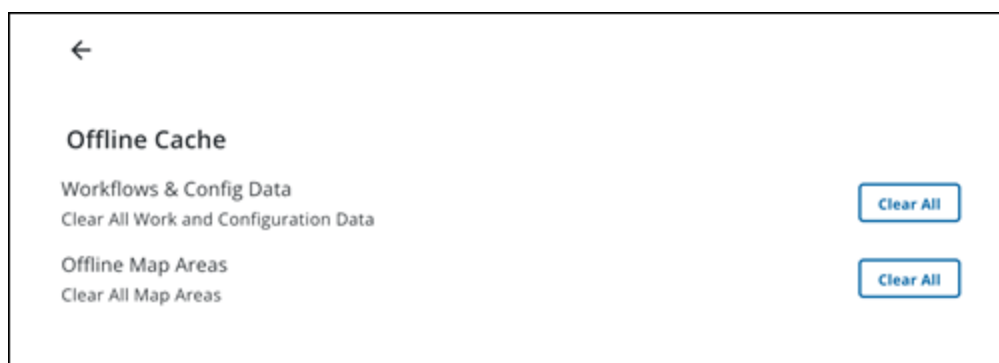 Offline Cache
Workflows & Config Data
Clear All Work and Configuration Data
Clear All
Offline Map Areas
Clear All Map Areas
Clear All